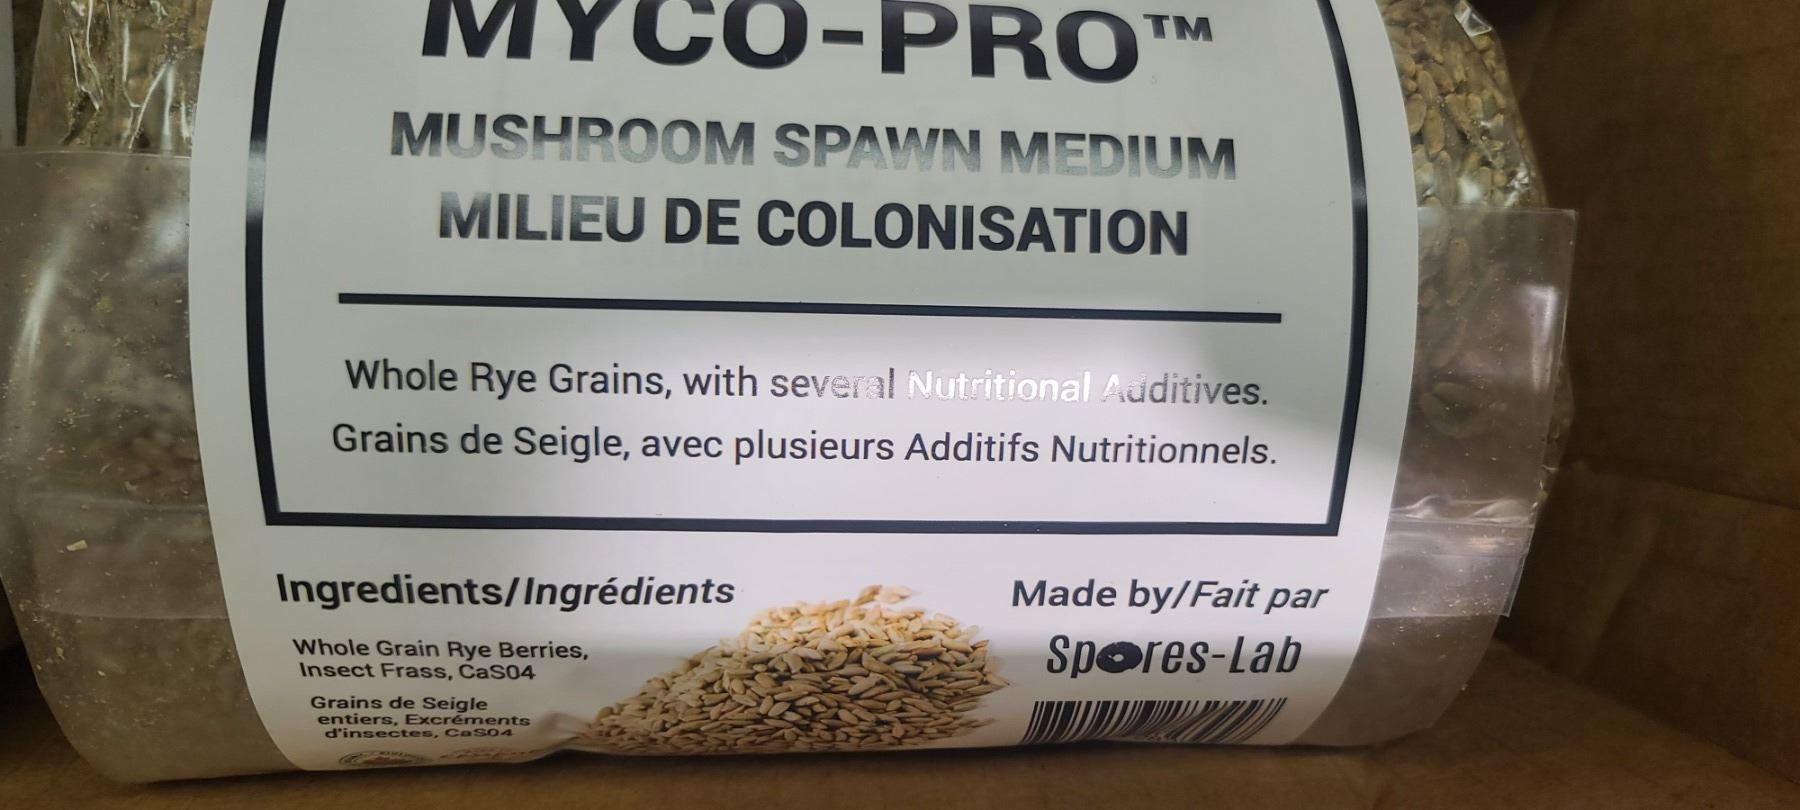 MYCO-PRO™
MUSHROOM SPAWN MEDIUM
MILIEU DE COLONISATION
Whole Rye Grains, with several Nutritional Additives.
Grains de Seigle, avec plusieurs Additifs Nutritionnels.
Ingredients/Ingrédients
Whole Grain Rye Berries,
Insect Frass, CaS04
Grains de Seigle
entiers, Excréments
d'insectes, CaS04
Made by/Fait par
Spores-Lab